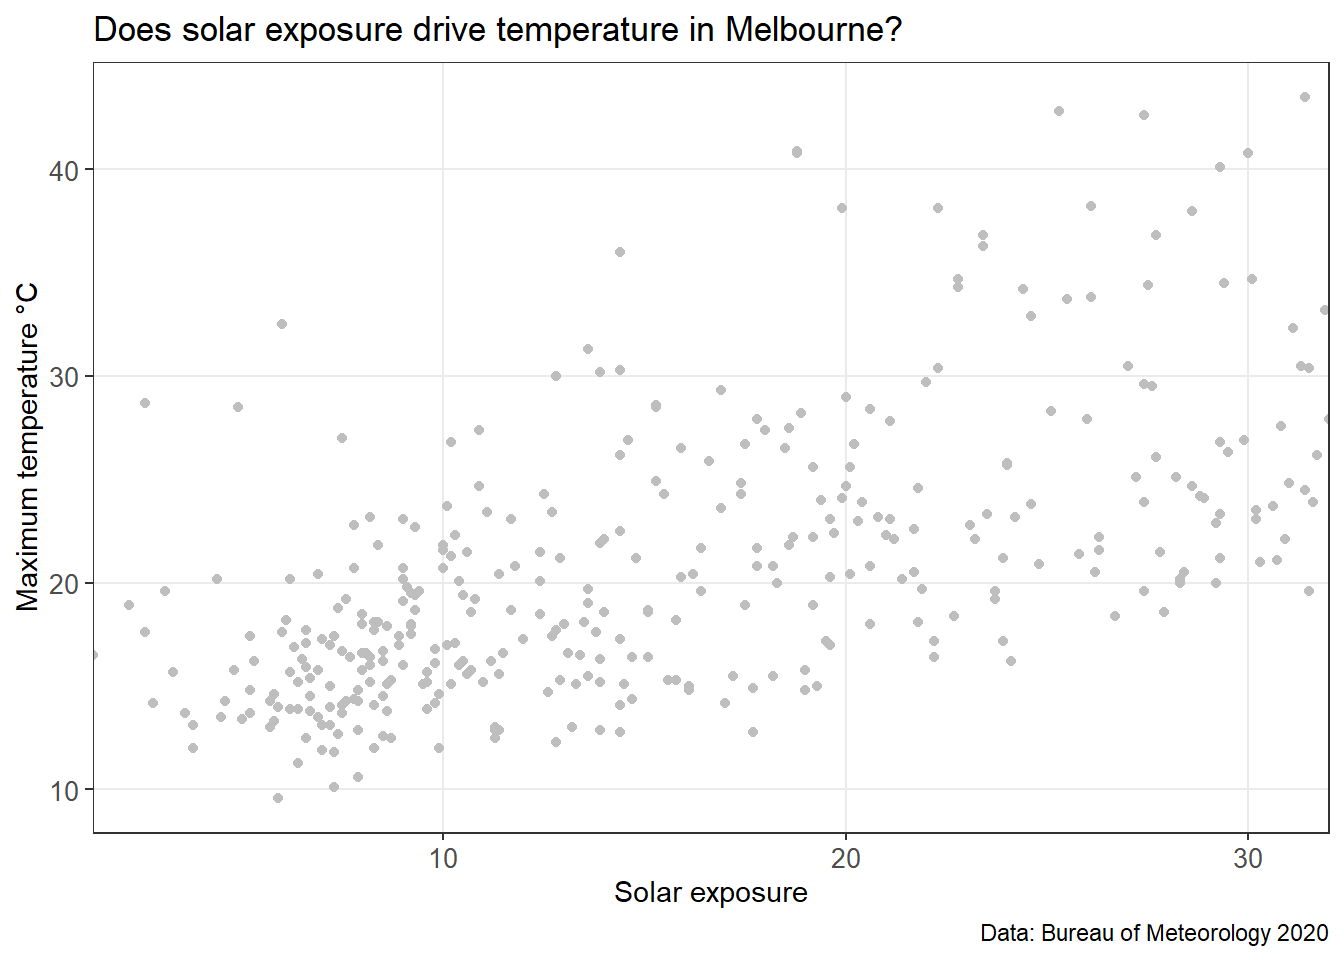 Does solar exposure drive temperature in Melbourne?
Maximum temperature °C
40
30
20
10
10 20 30
Solar exposure
Data: Bureau of Meteorology 2020